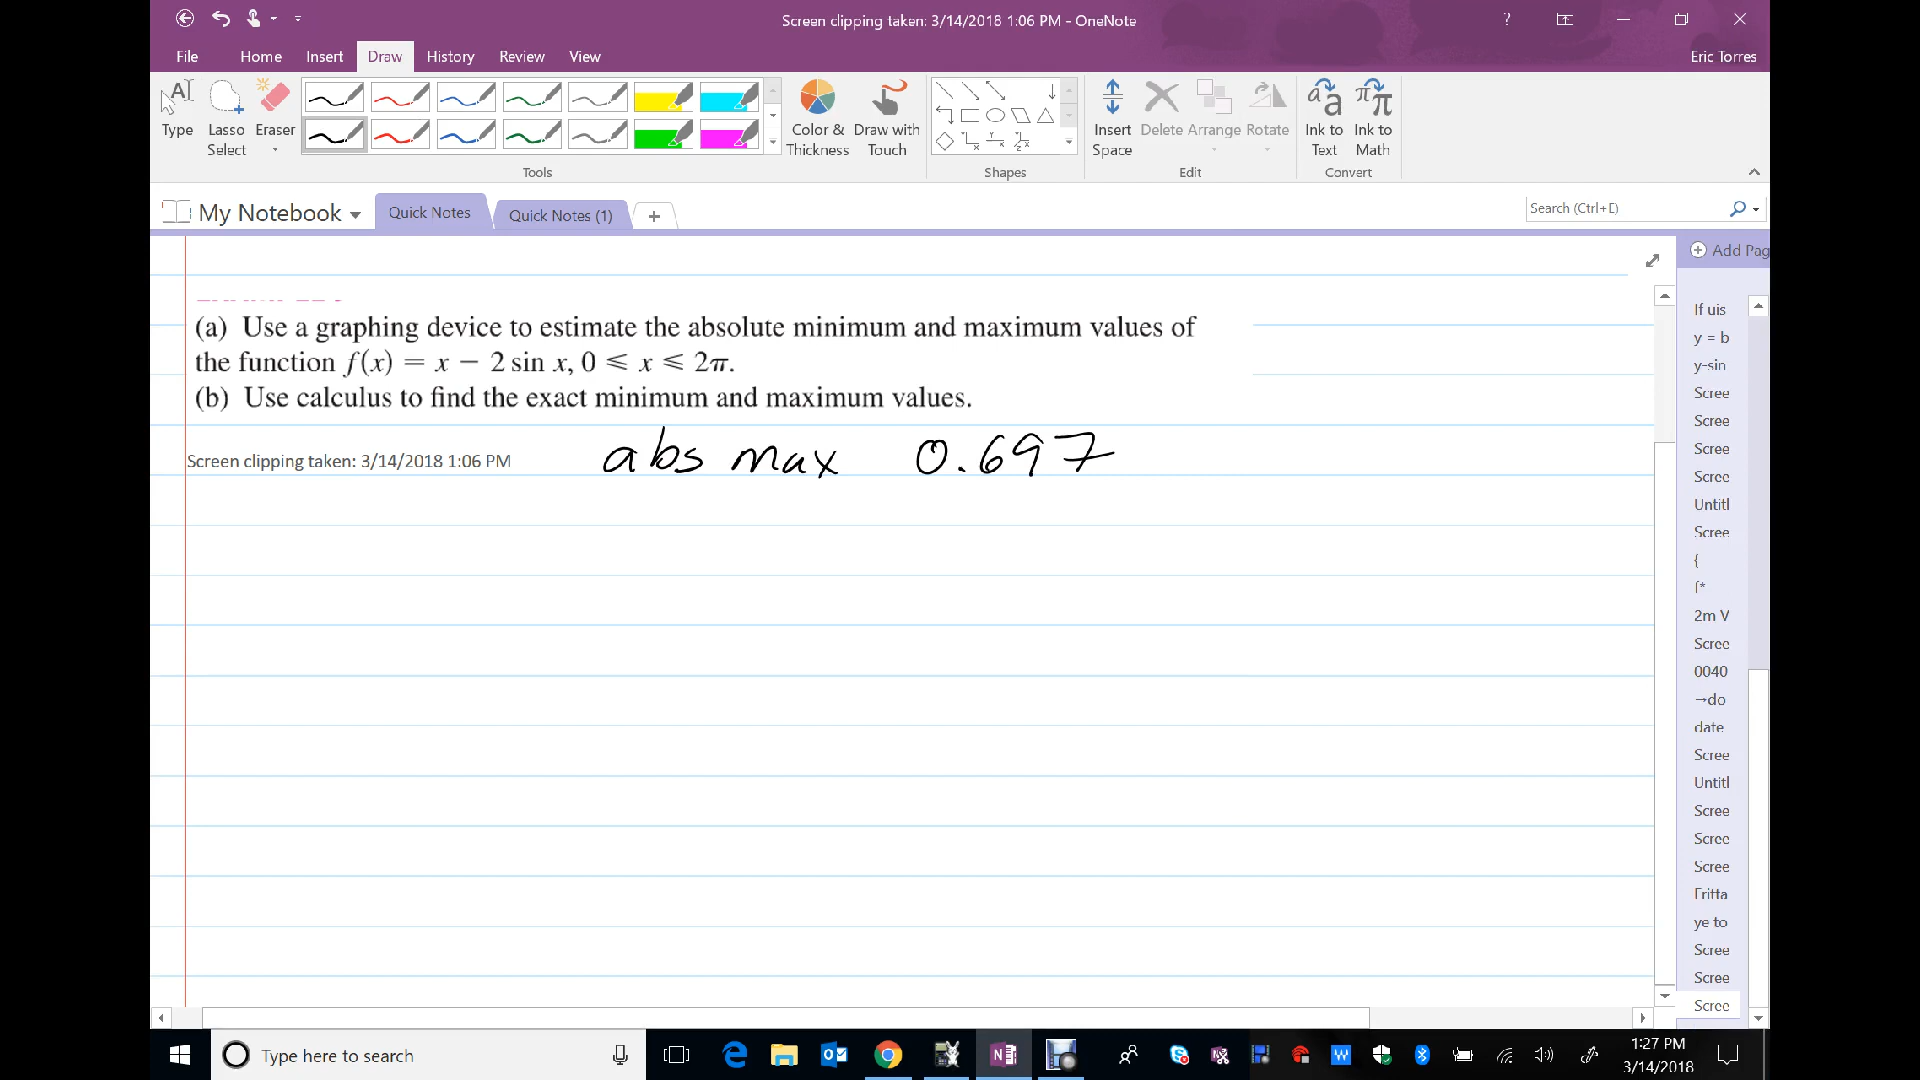 Screen clipping taken: 3/14/2018 1:06 PM - OneNote
?
File Home Insert Draw History Review View
Eric Torres
Type
Lasso Select
Eraser
Color & Thickness
Draw with Touch
Insert Space
Delete Arrange Rotate
Ink to Text
Ink to Math
Tools Shapes Edit Convert
My Notebook Quick Notes Quick Notes (1) +
Search (Ctrl+E)
Add Pag
(a) Use a graphing device to estimate the absolute minimum and maximum values of
the function f(x) = x − 2 sin x, 0 ⩽ x ⩽ 2π.
(b) Use calculus to find the exact minimum and maximum values.
abs max 0.697
Screen clipping taken: 3/14/2018 1:06 PM
If uis
y = b
y-sin
Scree
Scree
Scree
Scree
Untitl
Scree
{
f*
2m V
Scree
0040
→do
date
Scree
Untitl
Scree
Scree
Scree
Fritta
ye to
Scree
Scree
Scree
Type here to search
1:27 PM
3/14/2018